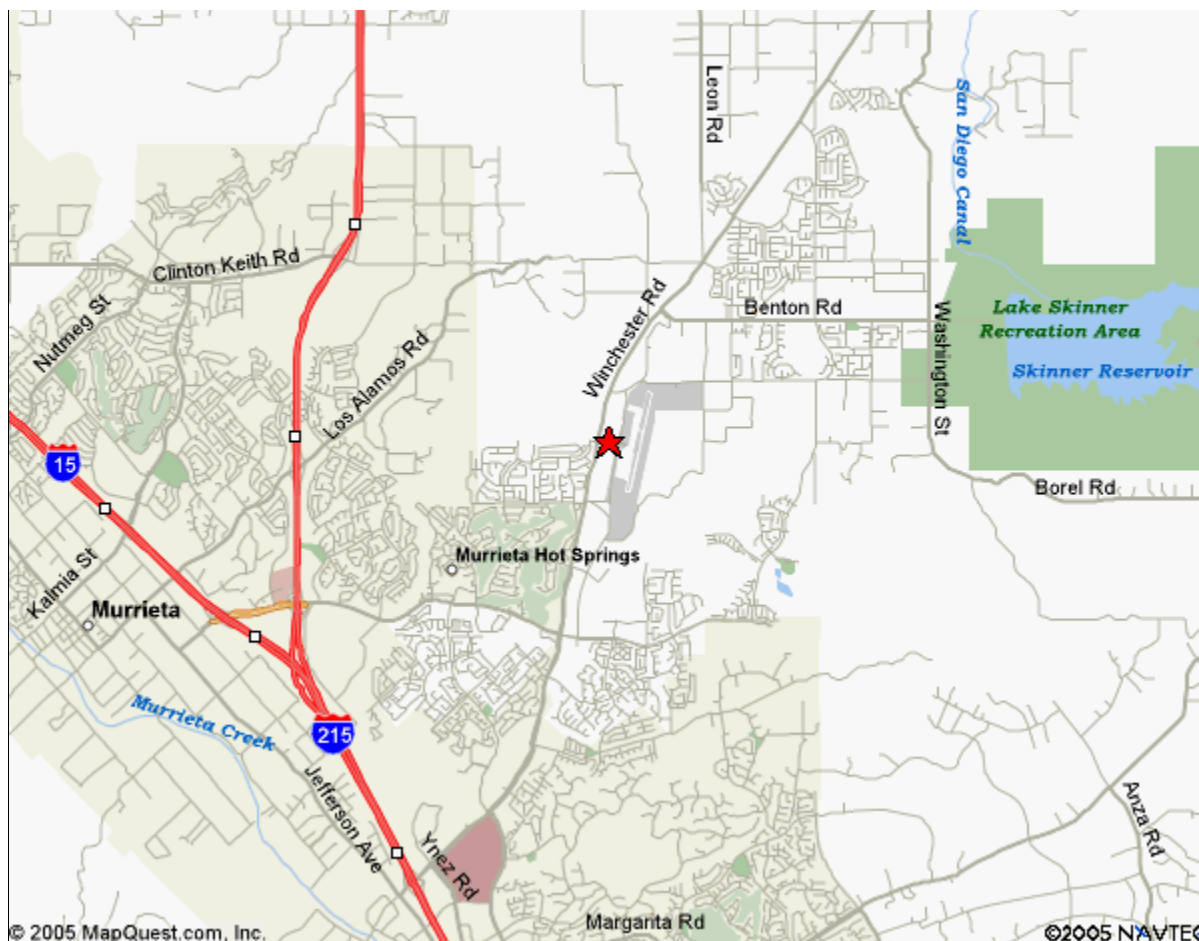 Leon Rd
San Diego Canal
Clinton Keith Rd
Nutmeg St
Winchester Rd
Benton Rd
Washington St
Lake Skinner
Recreation Area
Skinner Reservoir
Los Alamos Rd
15
Borel Rd
Kalmia St
Murrieta Hot Springs
Murrieta
Murrieta Creek
215
Jefferson Ave
Ynez Rd
Anza Rd
Margarita Rd
© 2005 MapQuest.com, Inc.
©2005 NAVTEQ